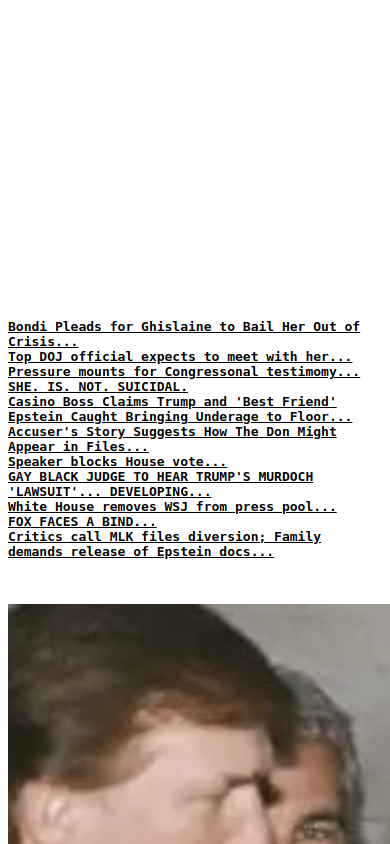 Bondi Pleads for Ghislaine to Bail Her Out of
Crisis...
Top DOJ official expects to meet with her...
Pressure mounts for Congressonal testimomy...
SHE. IS. NOT. SUICIDAL.
Casino Boss Claims Trump and 'Best Friend'
Epstein Caught Bringing Underage to Floor...
Accuser's Story Suggests How The Don Might
Appear in Files...
Speaker blocks House vote...
GAY BLACK JUDGE TO HEAR TRUMP'S MURDOCH
'LAWSUIT'... DEVELOPING...
White House removes WSJ from press pool...
FOX FACES A BIND...
Critics call MLK files diversion; Family
demands release of Epstein docs...